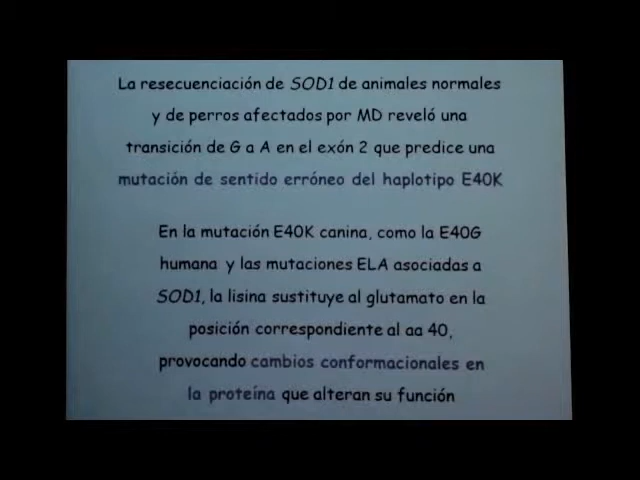 La resecuenciación de SOD1 de animales normales
y de perros afectados por MD reveló una
transición de G a A en el exón 2 que predice una
mutación de sentido erróneo del haplotipo E40K
En la mutación E40K canina, como la E40G
humana y las mutaciones ELA asociadas a
SOD1, la lisina sustituye al glutamato en la
posición correspondiente al aa 40,
provocando cambios conformacionales en
la proteína que alteran su función